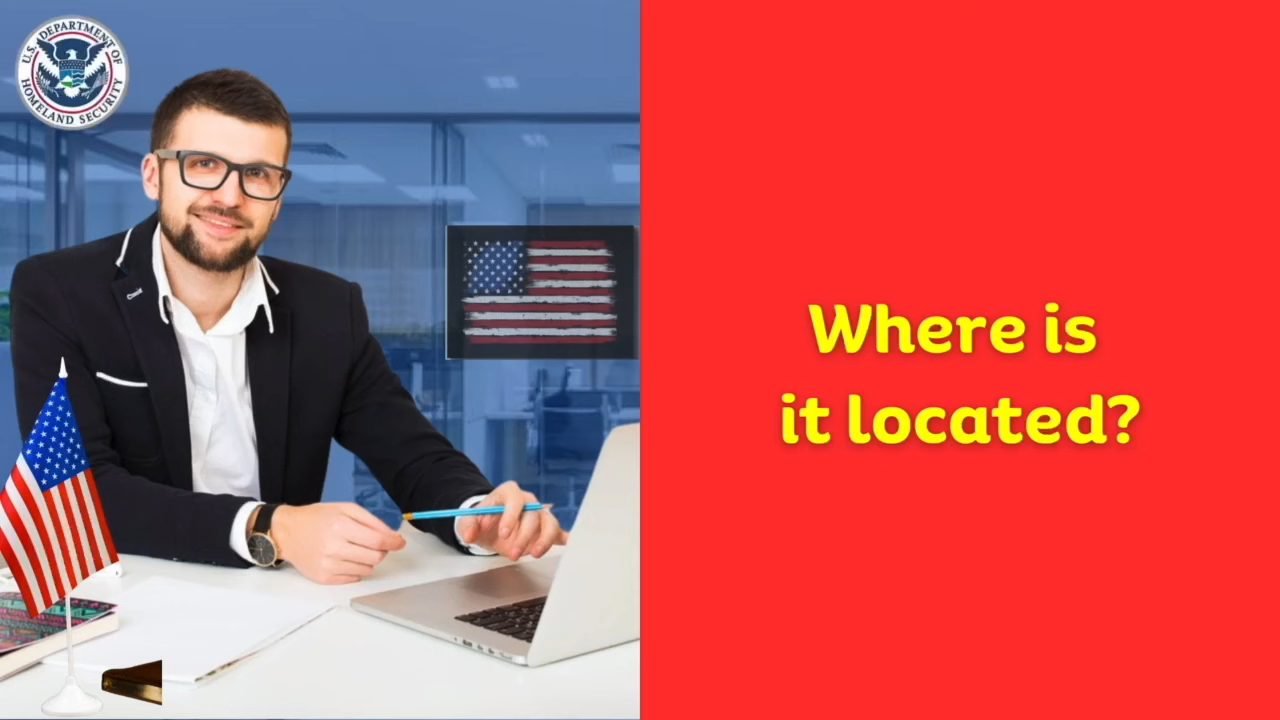 U.S. DEPARTMENT OF
HOMELAND SECURITY
Where is
it located?